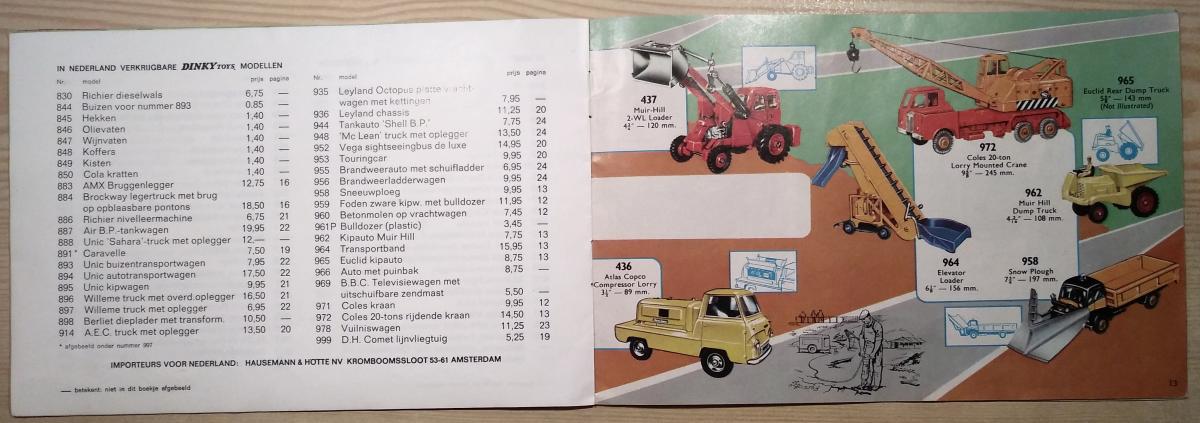 IN NEDERLAND VERKRIJGBARE DINKY TOYS MODELLEN
Nr. model prijs pagina
830 Richier dieselwals 6,75 —
844 Buizen voor nummer 893 0.85 —
845 Hekken 1,40 —
846 Olievaten 1,40 —
847 Wijnvaten 1,40 —
848 Koffers 1,40 —
849 Kisten 1,40 —
850 Cola kratten 1,40 —
883 AMX Bruggenlegger 12,75 16
884 Brockway legertruck met brug
op opblaasbare pontons 18,50 16
886 Richier nivelleermachine 6,75 21
887 Air B.P.-tankwagen 19,95 22
888 Unic 'Sahara'-truck met oplegger 12,—
891 * Caravelle 7,50 19
893 Unic buizentransportwagen 7,95 22
894 Unic autotransportwagen 17,50 22
895 Unic kipwagen 9,95 21
896 Willeme truck met overd.oplegger 16,50 21
897 Willeme truck met oplegger 6,95 22
898 Berliet dieplader met transform. 10,50 —
914 A.E.C. truck met oplegger 13,50 20
* afgebeeld onder nummer 997
Nr. model prijs pagina
935 Leyland Octopus platte vracht-
wagen met kettingen 7,95 —
936 Leyland chassis 11,25 20
944 Tankauto 'Shell B.P.' 7,75 24
948 'Mc Lean' truck met oplegger 13,50 24
952 Vega sightseeingbus de luxe 14,95 20
953 Touringcar 9,95 20
955 Brandweerauto met schuifladder 6,95 24
956 Brandweerladderwagen 9,95 24
958 Sneeuwploeg 9,95 13
959 Foden zware kipw. met bulldozer 11,95 12
960 Betonmolen op vrachtwagen 7,45 12
961P Bulldozer (plastic) 3,45 —
962 Kipauto Muir Hill 7,75 13
964 Transportband 15,95 13
965 Euclid kipauto 8,75 13
966 Auto met puinbak 8,75 —
969 B.B.C. Televisiewagen met
uitschuifbare zendmast 5,50 —
971 Coles kraan 9,95 12
972 Coles 20-tons rijdende kraan 14,50 13
978 Vuilniswagen 11,25 23
999 D.H. Comet lijnvliegtuig 5,25 19
IMPORTEURS VOOR NEDERLAND: HAUSEMANN & HÖTTE NV KROMBOOMSSLOOT 53-61 AMSTERDAM
— betekent: niet in dit boekje afgebeeld
437
Muir-Hill
2-WL Loader
4¾" — 120 mm.
965
Euclid Rear Dump Truck
5⅝" — 143 mm
(Not Illustrated)
972
Coles 20-ton
Lorry Mounted Crane
9⅝" — 245 mm.
962
Muir Hill
Dump Truck
— 108 mm.
436
Atlas Copco
Compressor Lorry
3½" — 89 mm.
964
Elevator
Loader
6⅛" — 156 mm.
958
Snow Plough
7¾" — 197 mm.
13